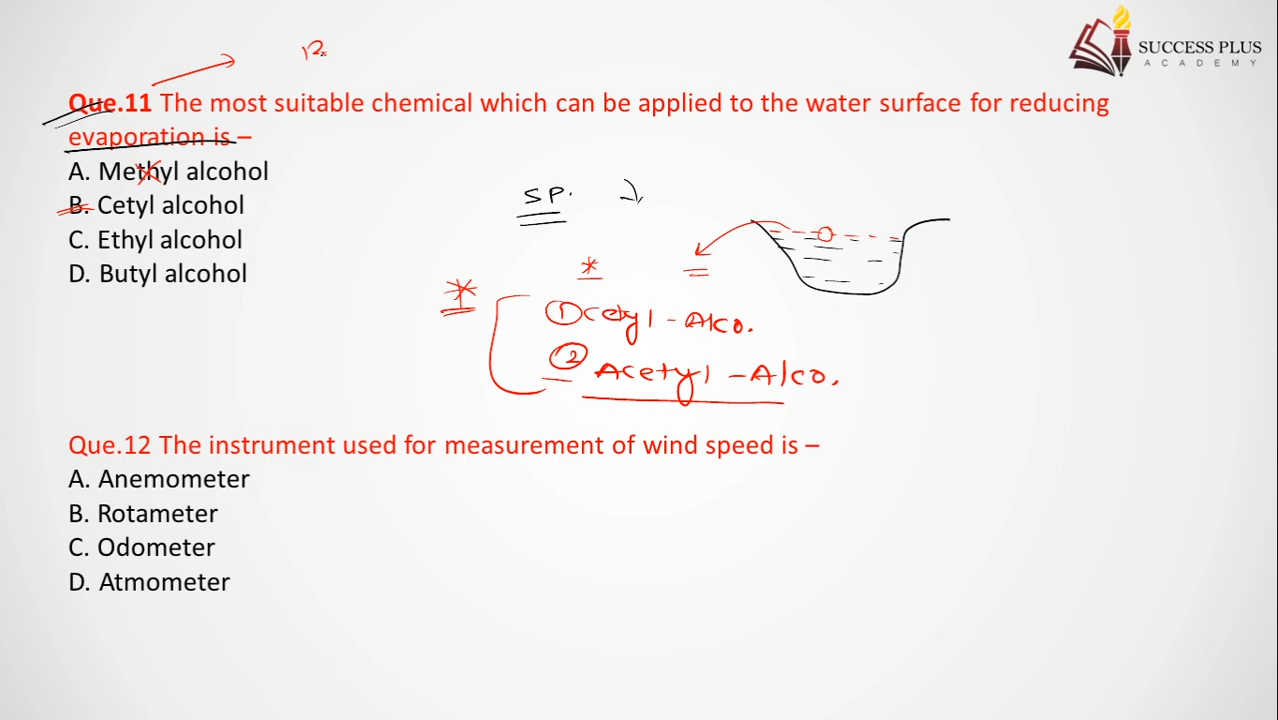 SUCCESS PLUS
ACADEMY
Que.11 The most suitable chemical which can be applied to the water surface for reducing
evaporation is –
A. Methyl alcohol
B. Cetyl alcohol
C. Ethyl alcohol
D. Butyl alcohol
SP.
① Cetyl - Alco.
② Acetyl - Alco.
Que.12 The instrument used for measurement of wind speed is –
A. Anemometer
B. Rotameter
C. Odometer
D. Atmometer